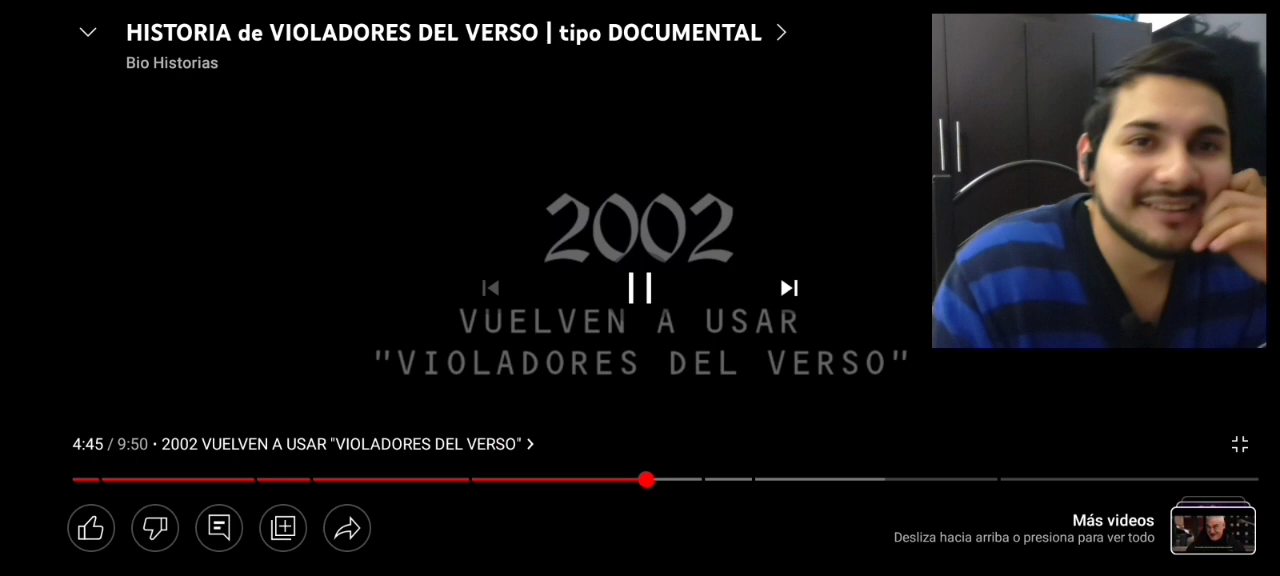 HISTORIA de VIOLADORES DEL VERSO | tipo DOCUMENTAL
Bio Historias
2002
VUELVEN A USAR
"VIOLADORES DEL VERSO"
4:45 / 9:50 • 2002 VUELVEN A USAR "VIOLADORES DEL VERSO"
Más videos
Desliza hacia arriba o presiona para ver todo